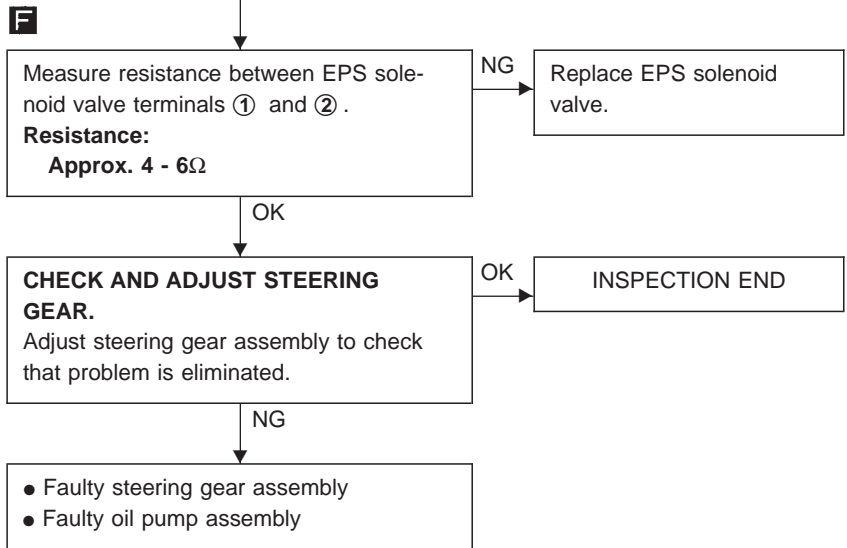 F
Measure resistance between EPS sole-
noid valve terminals ① and ② .
Resistance:
Approx. 4 - 6Ω
NG
Replace EPS solenoid
valve.
OK
CHECK AND ADJUST STEERING
GEAR.
Adjust steering gear assembly to check
that problem is eliminated.
OK
INSPECTION END
NG
● Faulty steering gear assembly
● Faulty oil pump assembly